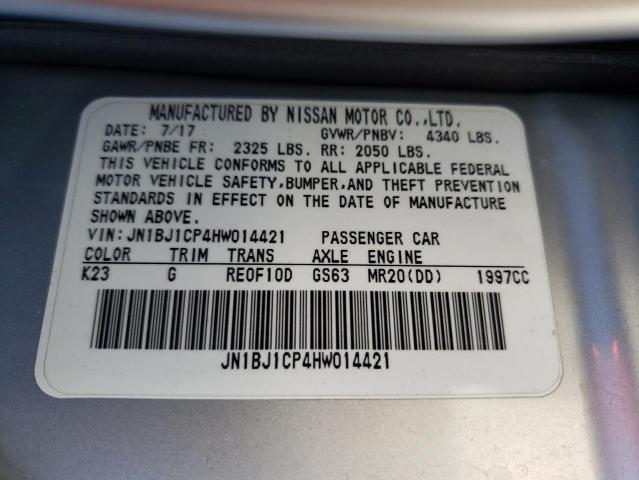 MANUFACTURED BY NISSAN MOTOR CO.,LTD.
DATE: 7/17 GVWR/PNBV: 4340 LBS.
GAWR/PNBE FR: 2325 LBS. RR: 2050 LBS.
THIS VEHICLE CONFORMS TO ALL APPLICABLE FEDERAL
MOTOR VEHICLE SAFETY,BUMPER,AND THEFT PREVENTION
STANDARDS IN EFFECT ON THE DATE OF MANUFACTURE
SHOWN ABOVE.
VIN:JN1BJ1CP4HW014421 PASSENGER CAR
COLOR TRIM TRANS AXLE ENGINE
K23 G RE0F10D GS63 MR20(DD) 1997CC
JN1BJ1CP4HW014421